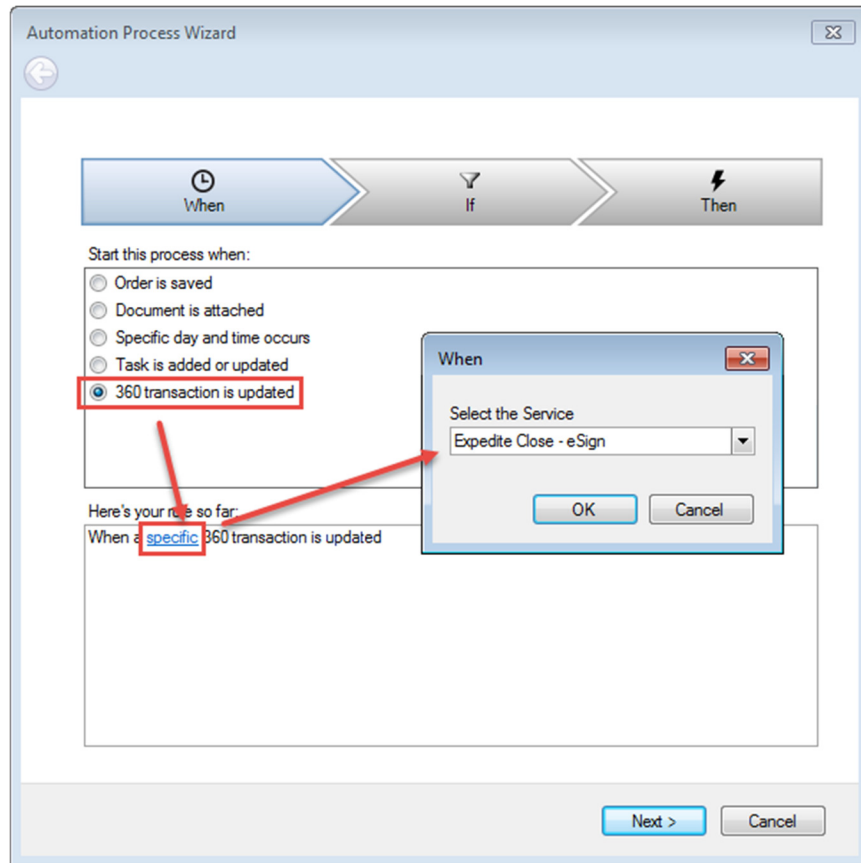 Automation Process Wizard
When
If
Then
Start this process when:
Order is saved
Document is attached
Specific day and time occurs
Task is added or updated
360 transaction is updated
When
Select the Service
Expedite Close - eSign
OK
Cancel
Here's your rule so far:
When a specific 360 transaction is updated
Next >
Cancel